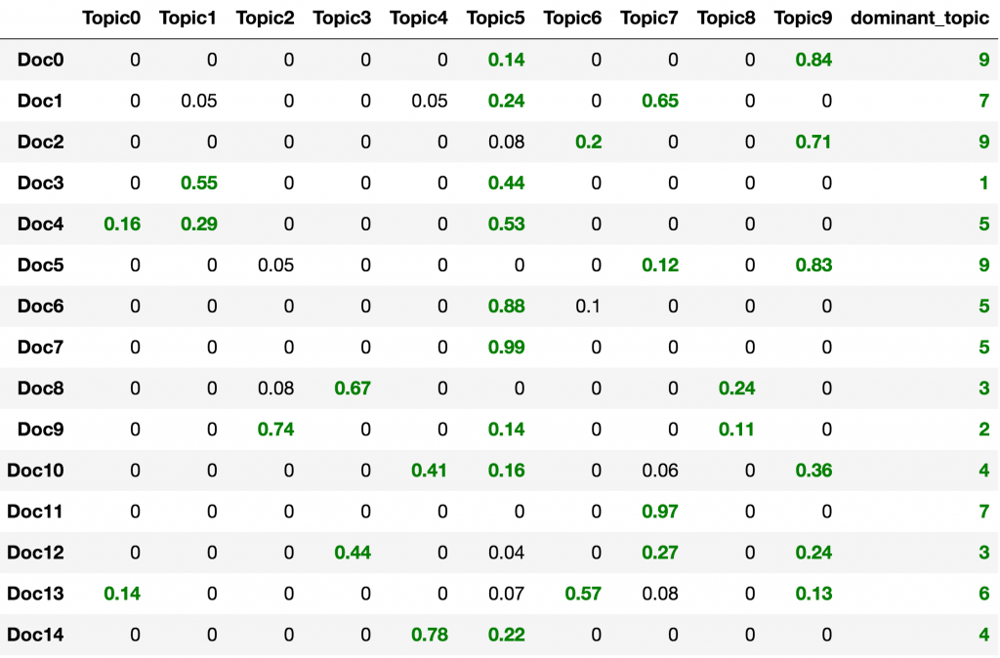 Topic0 Topic1 Topic2 Topic3 Topic4 Topic5 Topic6 Topic7 Topic8 Topic9 dominant_topic
Doc0 0 0 0 0 0 0.14 0 0 0 0.84 9
Doc1 0 0.05 0 0 0.05 0.24 0 0.65 0 0 7
Doc2 0 0 0 0 0 0.08 0.2 0 0 0.71 9
Doc3 0 0.55 0 0 0 0.44 0 0 0 0 1
Doc4 0.16 0.29 0 0 0 0.53 0 0 0 0 5
Doc5 0 0 0.05 0 0 0 0 0.12 0 0.83 9
Doc6 0 0 0 0 0 0.88 0.1 0 0 0 5
Doc7 0 0 0 0 0 0.99 0 0 0 0 5
Doc8 0 0 0.08 0.67 0 0 0 0 0.24 0 3
Doc9 0 0 0.74 0 0 0.14 0 0 0.11 0 2
Doc10 0 0 0 0 0.41 0.16 0 0.06 0 0.36 4
Doc11 0 0 0 0 0 0 0 0.97 0 0 7
Doc12 0 0 0 0.44 0 0.04 0 0.27 0 0.24 3
Doc13 0.14 0 0 0 0 0.07 0.57 0.08 0 0.13 6
Doc14 0 0 0 0 0.78 0.22 0 0 0 0 4